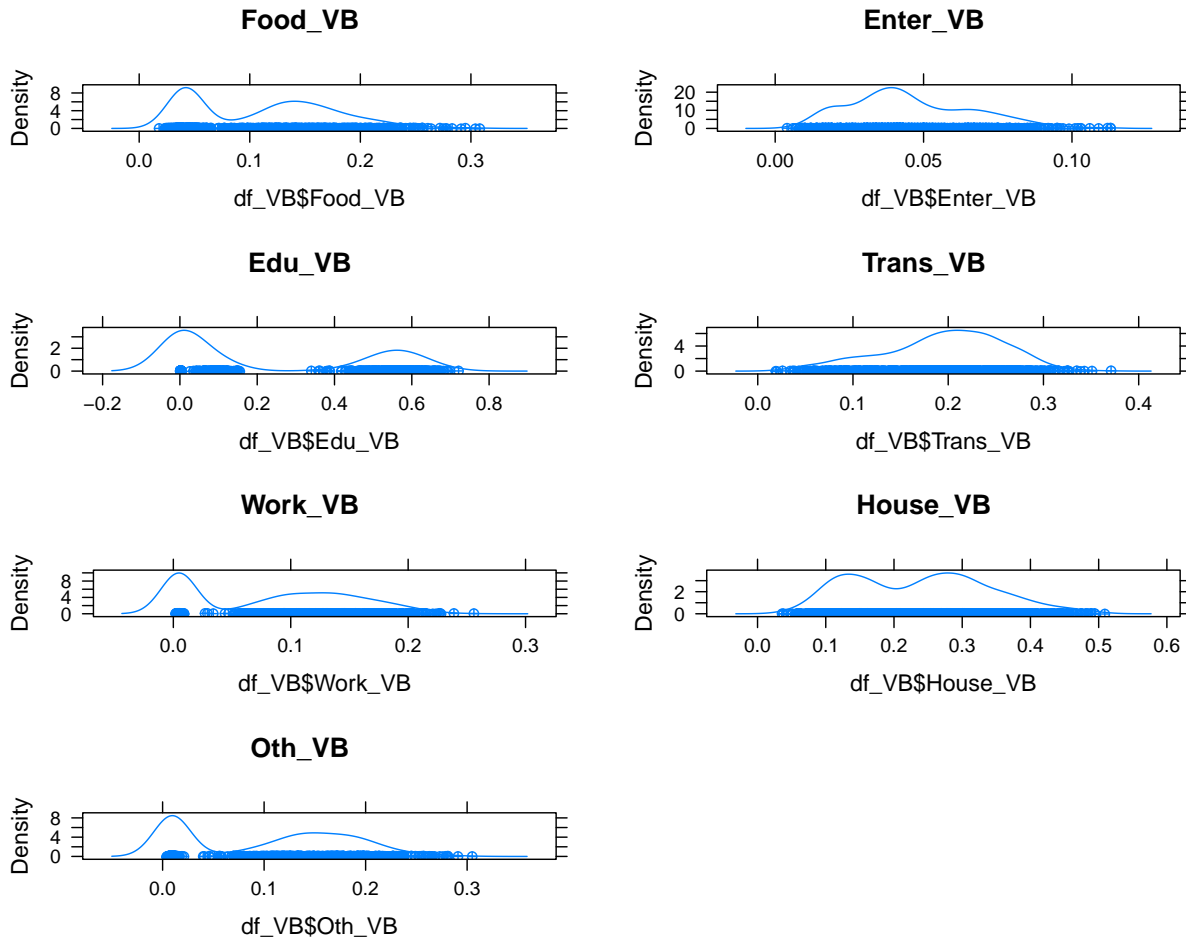 Food_VB
Density
0 4 8
0.0 0.1 0.2 0.3
df_VB$Food_VB
Enter_VB
Density
0 10 20
0.00 0.05 0.10
df_VB$Enter_VB
Edu_VB
Density
0 2
−0.2 0.0 0.2 0.4 0.6 0.8
df_VB$Edu_VB
Trans_VB
Density
0 4
0.0 0.1 0.2 0.3 0.4
df_VB$Trans_VB
Work_VB
Density
0 4 8
0.0 0.1 0.2 0.3
df_VB$Work_VB
House_VB
Density
0 2
0.0 0.1 0.2 0.3 0.4 0.5 0.6
df_VB$House_VB
Oth_VB
Density
0 4 8
0.0 0.1 0.2 0.3
df_VB$Oth_VB